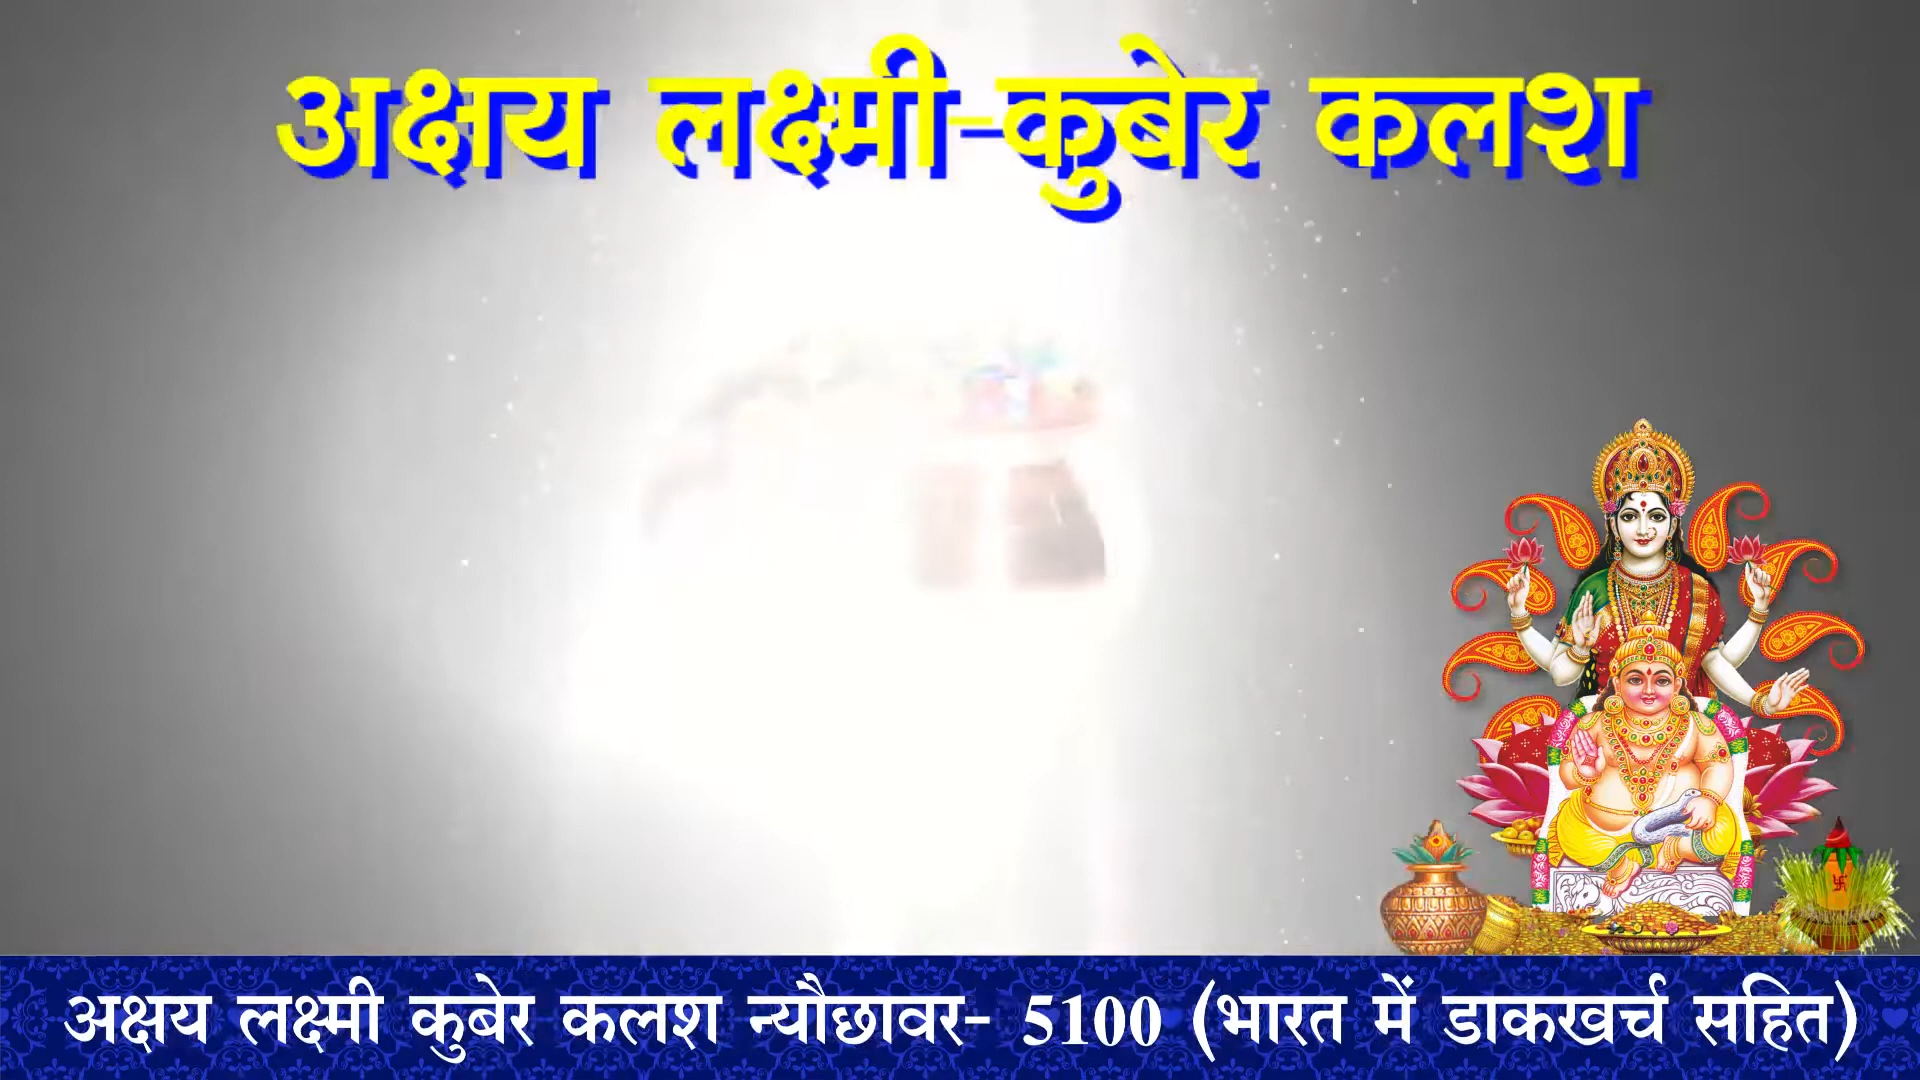 अक्षय लक्ष्मी-कुबेर कलश
अक्षय लक्ष्मी कुबेर कलश न्यौछावर- 5100 (भारत में डाकखर्च सहित)